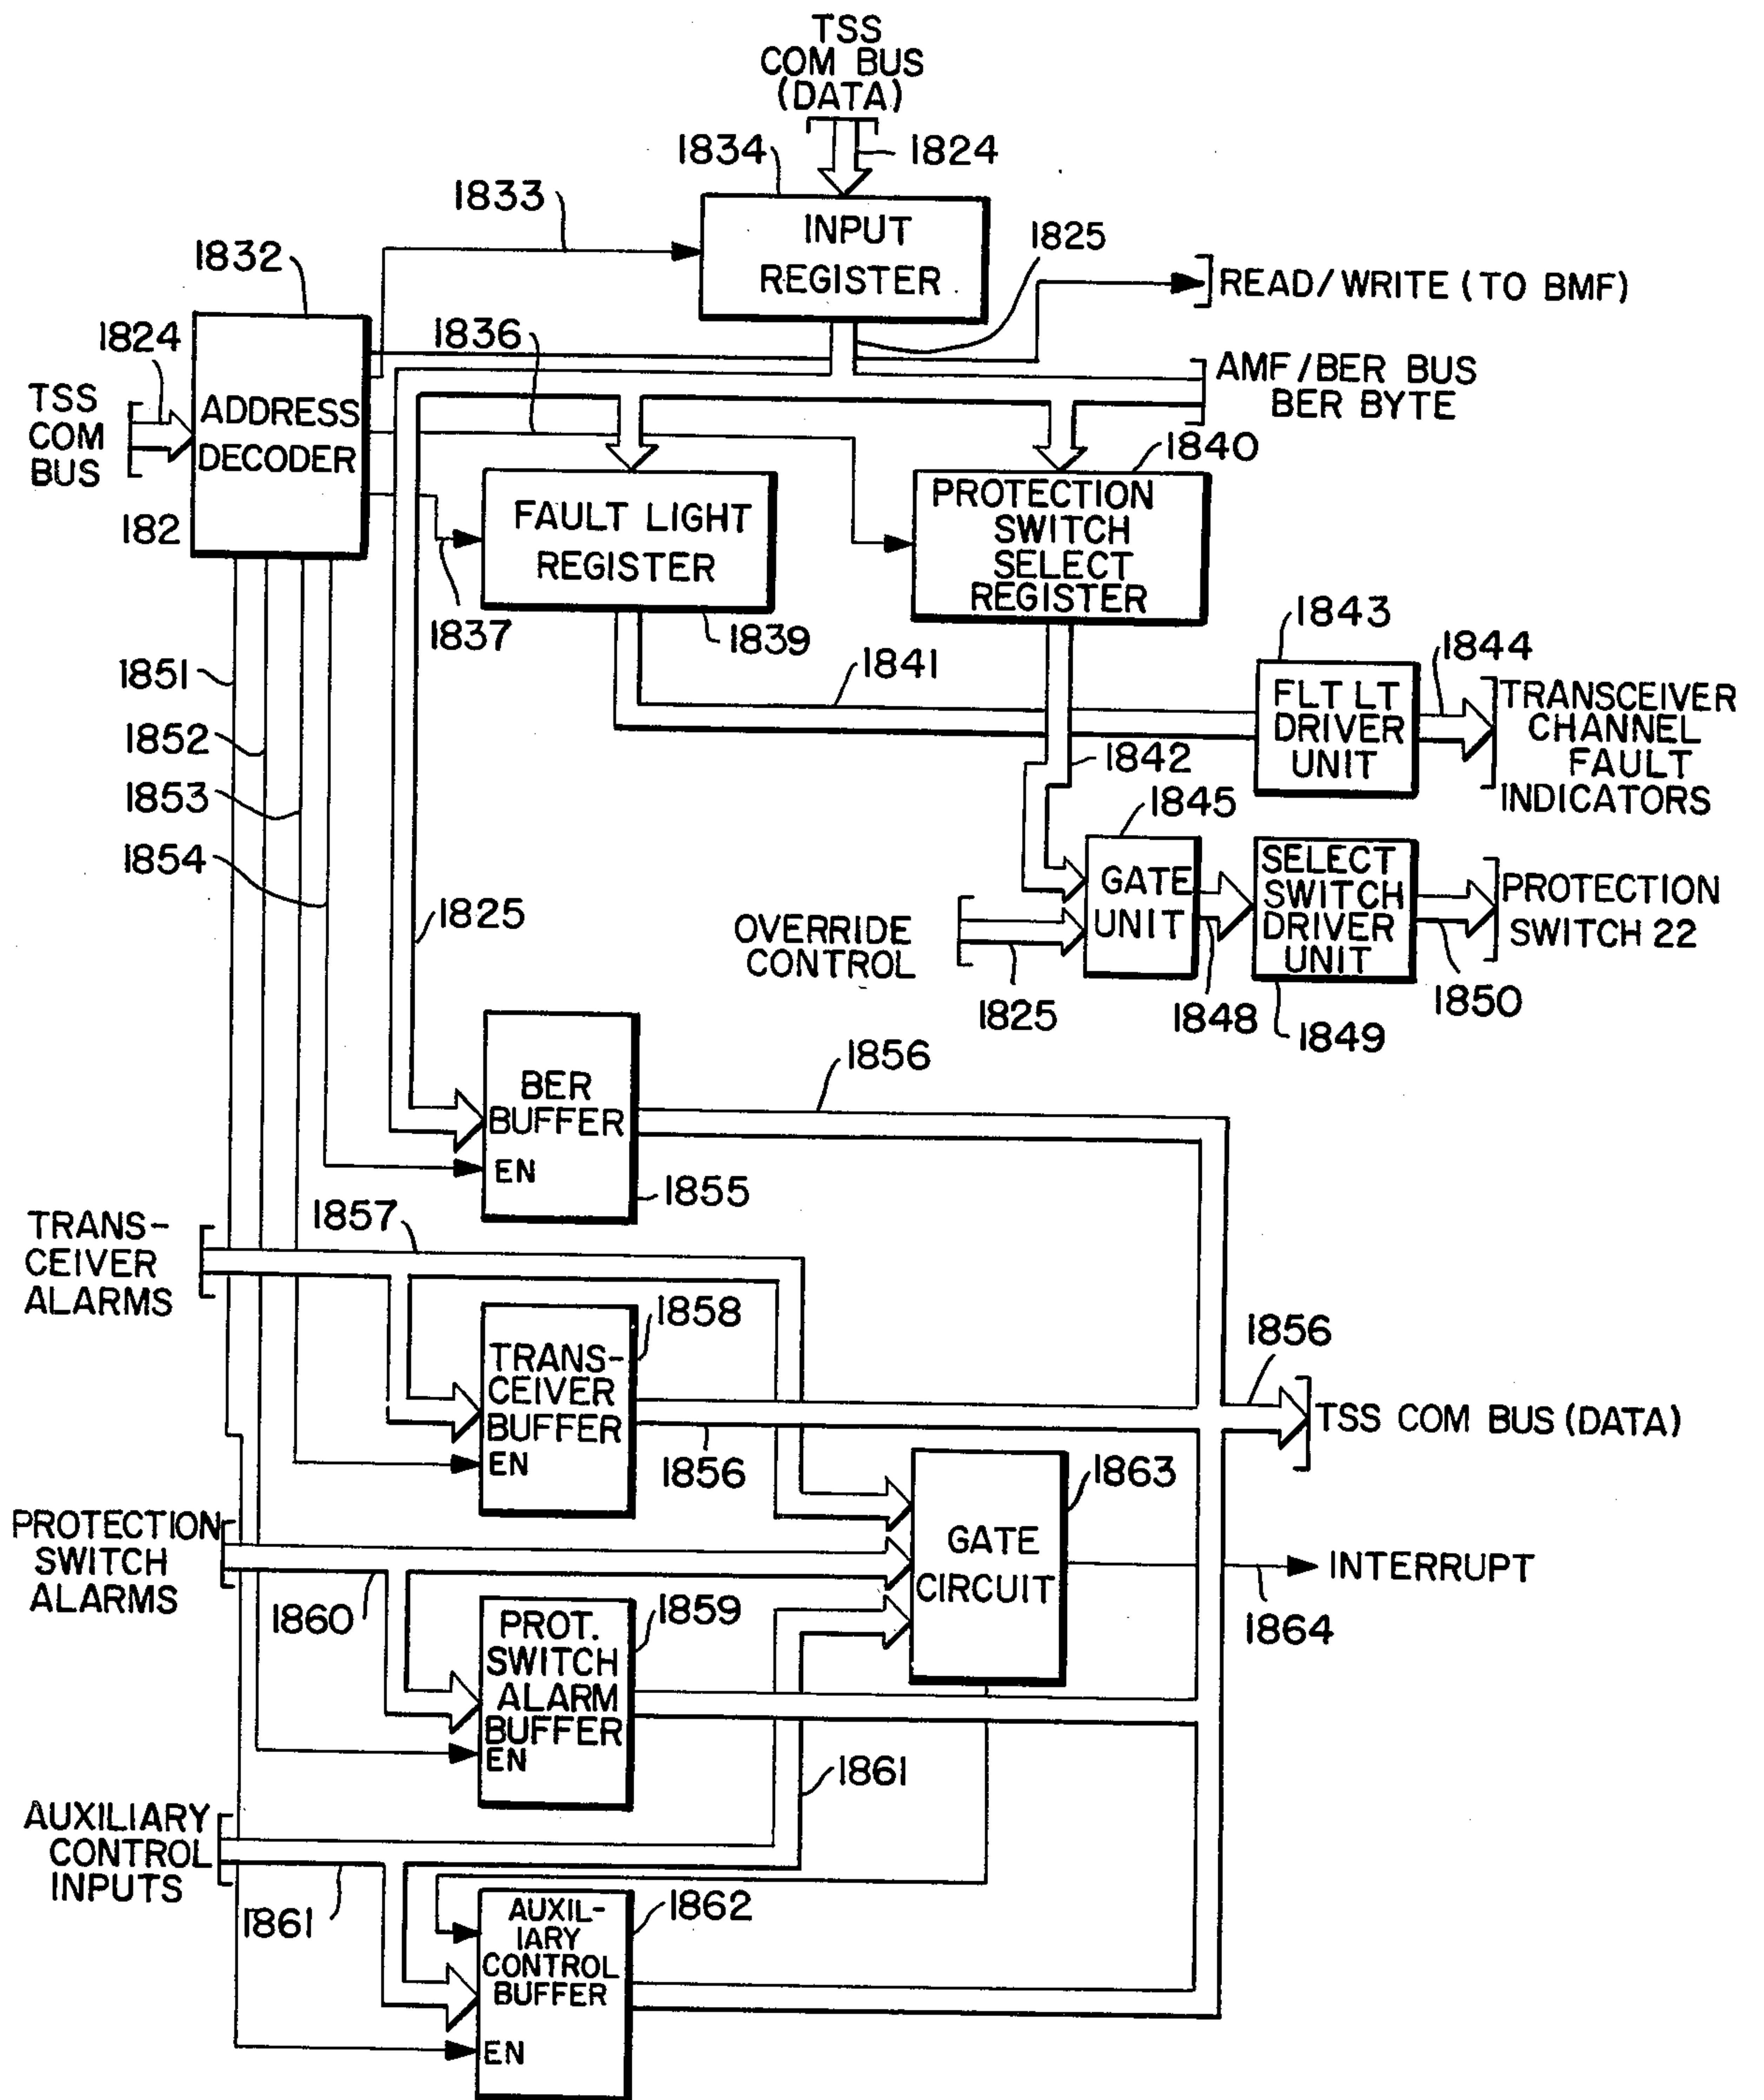 TSS
COM BUS
(DATA)
1834
1824
1833
INPUT
REGISTER
1825
1832
READ/WRITE (TO BMF)
1824
1836
TSS
COM
BUS
ADDRESS
DECODER
182
AMF/BER BUS
BER BYTE
1840
FAULT LIGHT
REGISTER
PROTECTION
SWITCH
SELECT
REGISTER
1837
1839
1843
1844
1851
1841
FLT LT
DRIVER
UNIT
TRANSCEIVER
CHANNEL
FAULT
INDICATORS
1852
1842
1853
1845
1854
GATE
UNIT
SELECT
SWITCH
DRIVER
UNIT
PROTECTION
SWITCH 22
1825
OVERRIDE
CONTROL
1825
1848
1850
1849
1856
BER
BUFFER
EN
1855
1857
TRANS-
CEIVER
ALARMS
1858
TRANS-
CEIVER
BUFFER
EN
1856
1856
TSS COM BUS (DATA)
1863
PROTECTION
SWITCH
ALARMS
GATE
CIRCUIT
INTERRUPT
1860
1859
1864
PROT.
SWITCH
ALARM
BUFFER
EN
1861
AUXILIARY
CONTROL
INPUTS
1861
1862
AUXIL-
IARY
CONTROL
BUFFER
EN